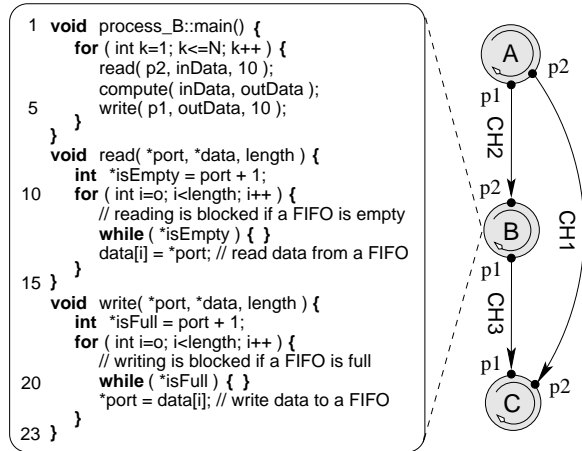 1 void process_B::main() {
for ( int k=1; k<=N; k++ ) {
read( p2, inData, 10 );
compute( inData, outData );
5 write( p1, outData, 10 );
}
}
void read( *port, *data, length ) {
int *isEmpty = port + 1;
10 for ( int i=o; i<length; i++ ) {
// reading is blocked if a FIFO is empty
while ( *isEmpty ) { }
data[i] = *port; // read data from a FIFO
}
15 }
void write( *port, *data, length ) {
int *isFull = port + 1;
for ( int i=o; i<length; i++ ) {
// writing is blocked if a FIFO is full
20 while ( *isFull ) { }
*port = data[i]; // write data to a FIFO
}
23 }
A
p2
p1
CH2
p2
B
CH1
p1
CH3
p1
p2
C